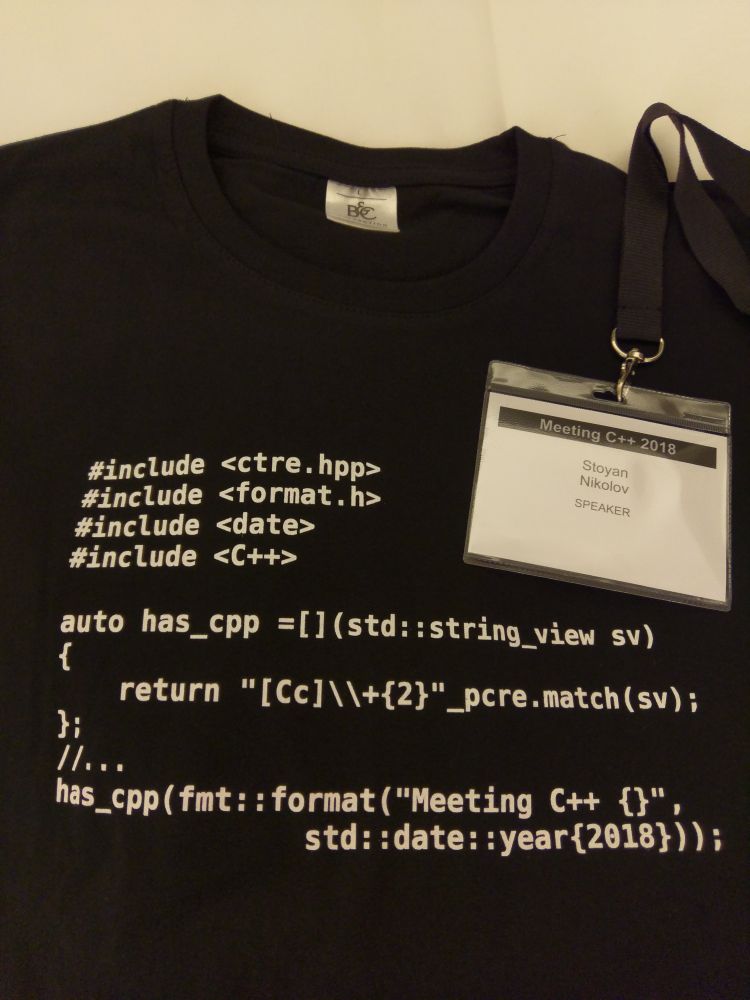 B&C
Meeting C++ 2018
Stoyan
Nikolov
SPEAKER
#include <ctre.hpp>
#include <format.h>
#include <date>
#include <C++>
auto has_cpp =[](std::string_view sv)
{
    return "[Cc]\\+{2}"_pcre.match(sv);
};
//...
has_cpp(fmt::format("Meeting C++ {}",
                std::date::year{2018}));